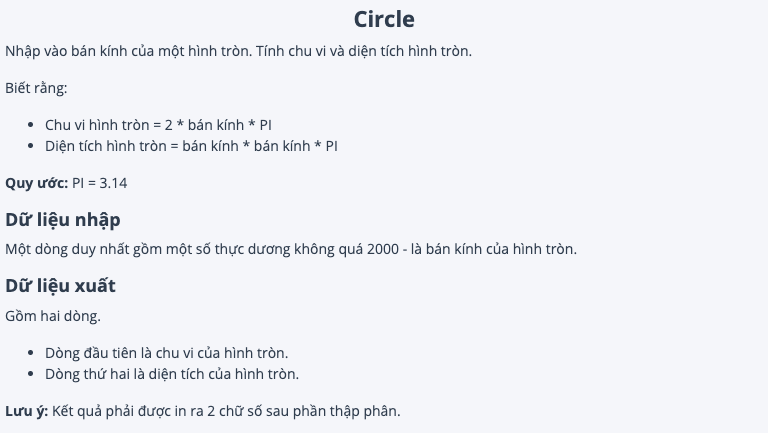 Circle
Nhập vào bán kính của một hình tròn. Tính chu vi và diện tích hình tròn.
Biết rằng:
• Chu vi hình tròn = 2 * bán kính * PI
• Diện tích hình tròn = bán kính * bán kính * PI
Quy ước: PI = 3.14
Dữ liệu nhập
Một dòng duy nhất gồm một số thực dương không quá 2000 - là bán kính của hình tròn.
Dữ liệu xuất
Gồm hai dòng.
• Dòng đầu tiên là chu vi của hình tròn.
• Dòng thứ hai là diện tích của hình tròn.
Lưu ý: Kết quả phải được in ra 2 chữ số sau phần thập phân.